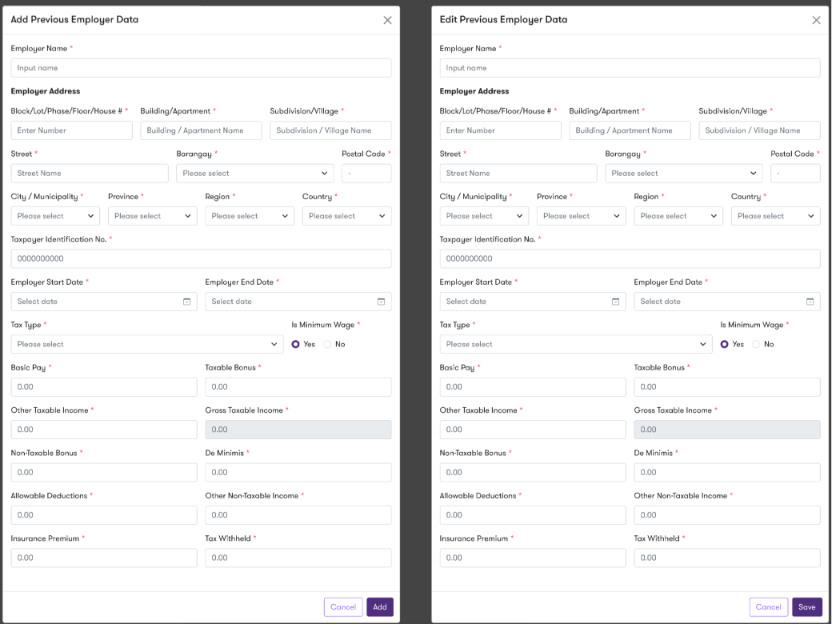 Add Previous Employer Data
Employer Name *
Input name
Employer Address
Block/Lot/Phase/Floor/House # * Building/Apartment * Subdivision/Village *
Enter Number Building / Apartment Name Subdivision / Village Name
Street * Barangay * Postal Code *
Street Name Please select -
City / Municipality * Province * Region * Country *
Please select Please select Please select Please select
Taxpayer Identification No. *
0000000000
Employer Start Date * Employer End Date *
Select date Select date
Tax Type * Is Minimum Wage *
Please select Yes No
Basic Pay * Taxable Bonus *
0.00 0.00
Other Taxable Income * Gross Taxable Income *
0.00 0.00
Non-Taxable Bonus * De Minimis *
0.00 0.00
Allowable Deductions * Other Non-Taxable Income *
0.00 0.00
Insurance Premium * Tax Withheld *
0.00 0.00
Cancel Add
Edit Previous Employer Data
Employer Name *
Input name
Employer Address
Block/Lot/Phase/Floor/House # * Building/Apartment * Subdivision/Village *
Enter Number Building / Apartment Name Subdivision / Village Name
Street * Barangay * Postal Code *
Street Name Please select -
City / Municipality * Province * Region * Country *
Please select Please select Please select Please select
Taxpayer Identification No. *
0000000000
Employer Start Date * Employer End Date *
Select date Select date
Tax Type * Is Minimum Wage *
Please select Yes No
Basic Pay * Taxable Bonus *
0.00 0.00
Other Taxable Income * Gross Taxable Income *
0.00 0.00
Non-Taxable Bonus * De Minimis *
0.00 0.00
Allowable Deductions * Other Non-Taxable Income *
0.00 0.00
Insurance Premium * Tax Withheld *
0.00 0.00
Cancel Save